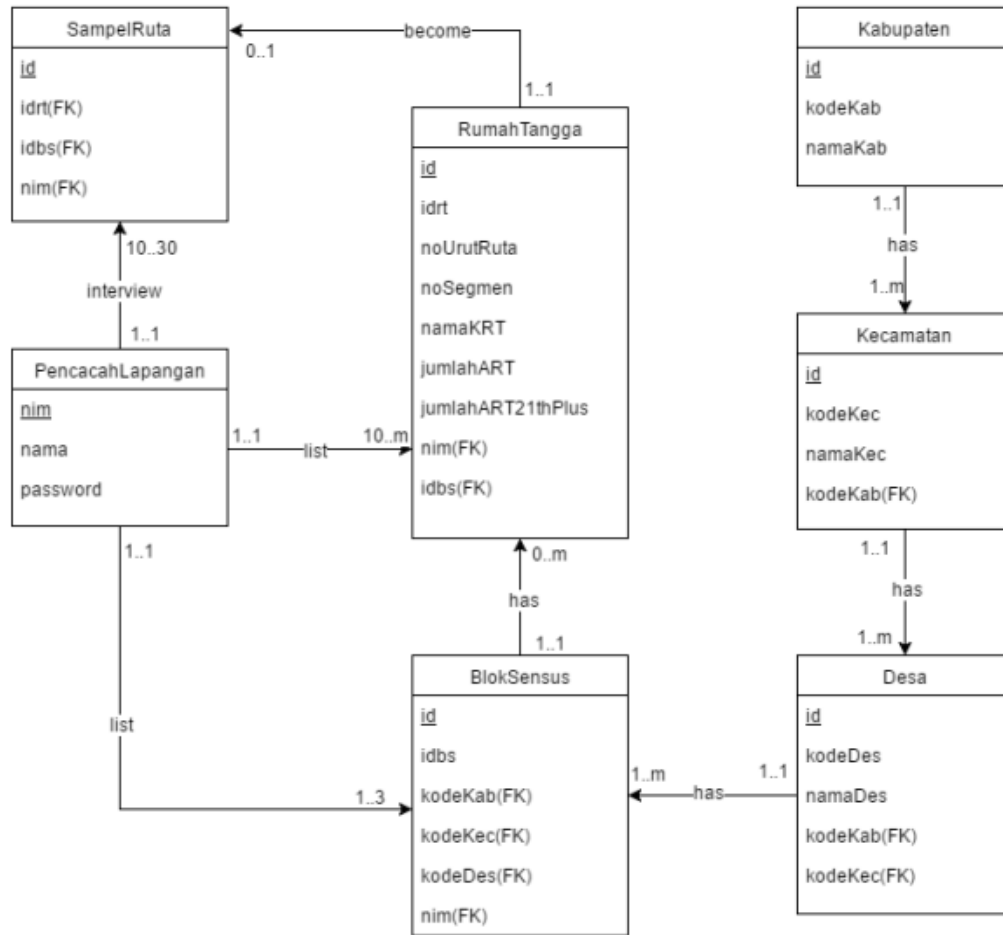 SampelRuta
id
idrt(FK)
idbs(FK)
nim(FK)
become
0..1
1..1
RumahTangga
id
idrt
noUrutRuta
noSegmen
namaKRT
jumlahART
jumlahART21thPlus
nim(FK)
idbs(FK)
Kabupaten
id
kodeKab
namaKab
1..1
has
1..m
Kecamatan
id
kodeKec
namaKec
kodeKab(FK)
1..1
has
1..m
Desa
id
kodeDes
namaDes
kodeKab(FK)
kodeKec(FK)
10..30
interview
1..1
PencacahLapangan
nim
nama
password
1..1
list
10..m
1..1
list
1..3
0..m
has
1..1
BlokSensus
id
idbs
kodeKab(FK)
kodeKec(FK)
kodeDes(FK)
nim(FK)
1..m
has
1..1